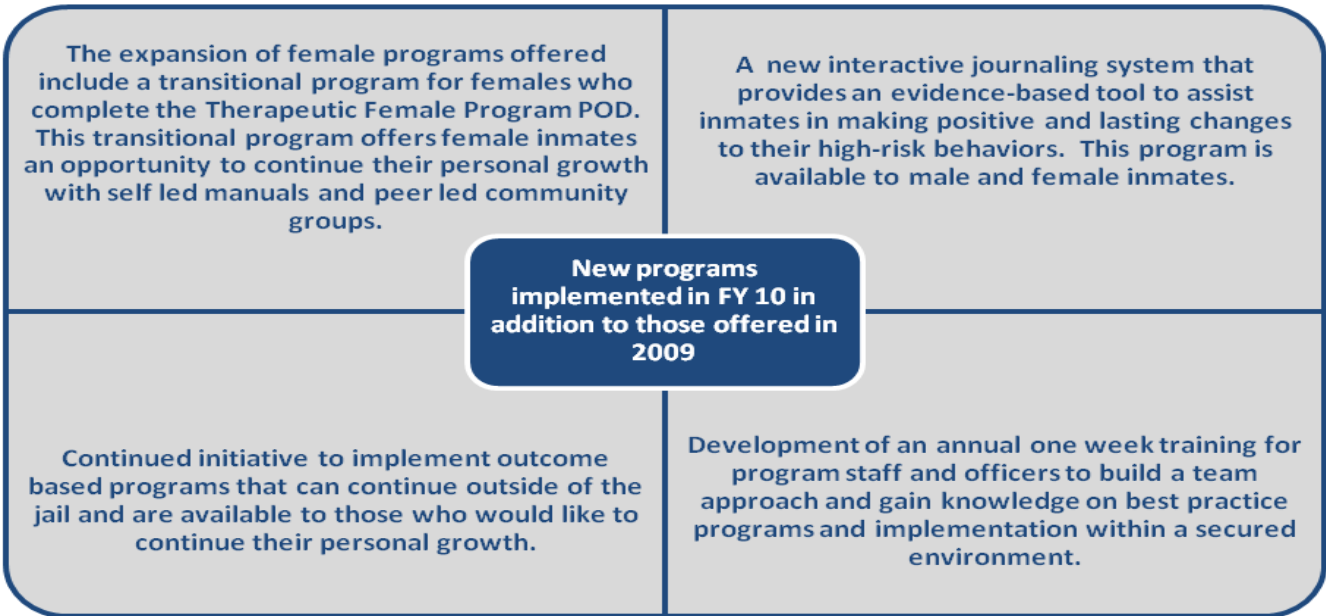 The expansion of female programs offered
include a transitional program for females who
complete the Therapeutic Female Program POD.
This transitional program offers female inmates
an opportunity to continue their personal growth
with self led manuals and peer led community
groups.
A new interactive journaling system that
provides an evidence-based tool to assist
inmates in making positive and lasting changes
to their high-risk behaviors. This program is
available to male and female inmates.
New programs
implemented in FY 10 in
addition to those offered in
2009
Continued initiative to implement outcome
based programs that can continue outside of the
jail and are available to those who would like to
continue their personal growth.
Development of an annual one week training for
program staff and officers to build a team
approach and gain knowledge on best practice
programs and implementation within a secured
environment.